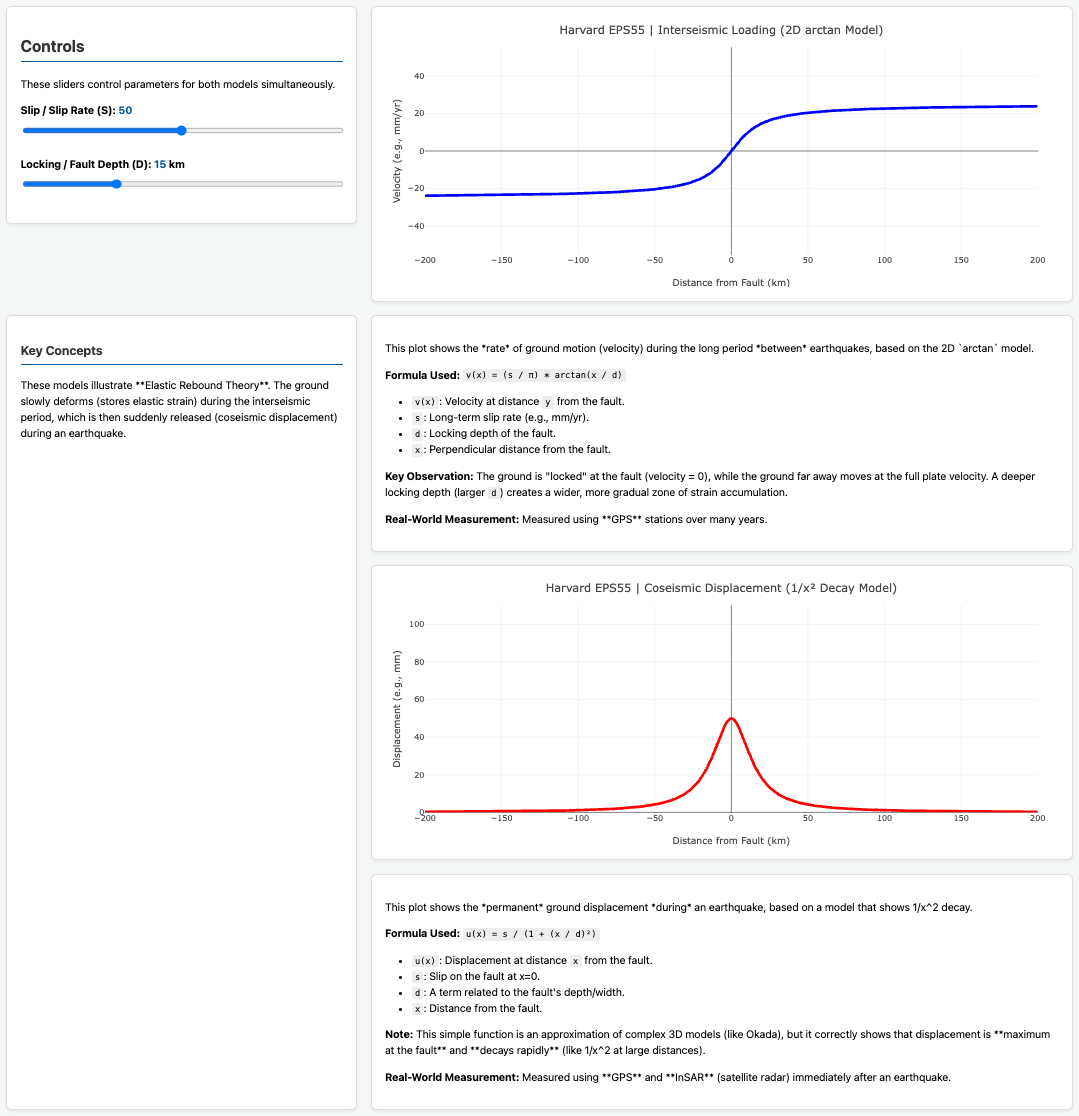 Controls
These sliders control parameters for both models simultaneously.
Slip / Slip Rate (S): 50
Locking / Fault Depth (D): 15 km
Harvard EPS55 | Interseismic Loading (2D arctan Model)
Velocity (e.g., mm/yr)
40
20
0
−20
−40
−200
−150
−100
−50
0
50
100
150
200
Distance from Fault (km)
Key Concepts
These models illustrate **Elastic Rebound Theory**. The ground
slowly deforms (stores elastic strain) during the interseismic
period, which is then suddenly released (coseismic displacement)
during an earthquake.
This plot shows the *rate* of ground motion (velocity) during the long period *between* earthquakes, based on the 2D `arctan` model.
Formula Used: v(x) = (s / π) * arctan(x / d)
• v(x) : Velocity at distance y from the fault.
• s : Long-term slip rate (e.g., mm/yr).
• d : Locking depth of the fault.
• x : Perpendicular distance from the fault.
Key Observation: The ground is "locked" at the fault (velocity = 0), while the ground far away moves at the full plate velocity. A deeper
locking depth (larger d ) creates a wider, more gradual zone of strain accumulation.
Real-World Measurement: Measured using **GPS** stations over many years.
Harvard EPS55 | Coseismic Displacement (1/x² Decay Model)
Displacement (e.g., mm)
100
80
60
40
20
0
−200
−150
−100
−50
0
50
100
150
200
Distance from Fault (km)
This plot shows the *permanent* ground displacement *during* an earthquake, based on a model that shows 1/x^2 decay.
Formula Used: u(x) = s / (1 + (x / d)²)
• u(x) : Displacement at distance x from the fault.
• s : Slip on the fault at x=0.
• d : A term related to the fault's depth/width.
• x : Distance from the fault.
Note: This simple function is an approximation of complex 3D models (like Okada), but it correctly shows that displacement is **maximum
at the fault** and **decays rapidly** (like 1/x^2 at large distances).
Real-World Measurement: Measured using **GPS** and **InSAR** (satellite radar) immediately after an earthquake.